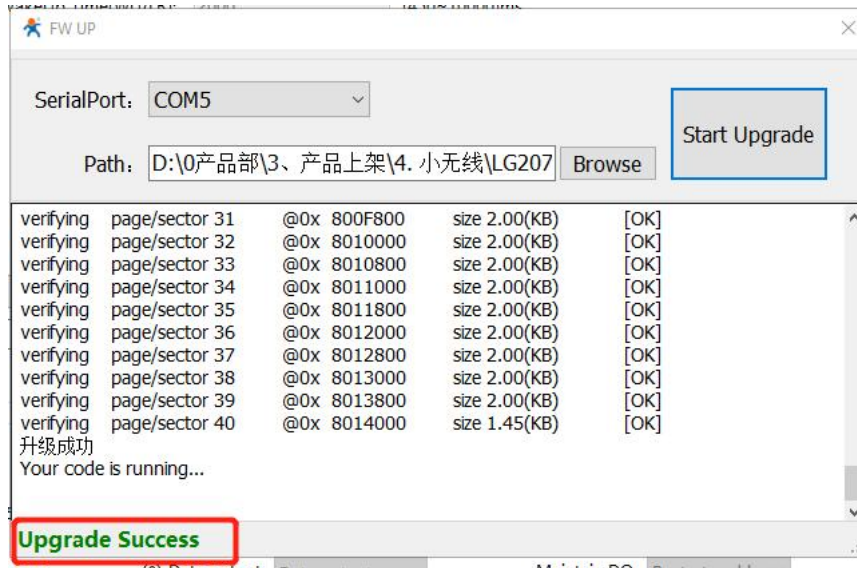 FW UP
SerialPort: COM5
Start Upgrade
Path: D:\0产品部\3、产品上架\4. 小无线\LG207 Browse
verifying page/sector 31 @0x 800F800 size 2.00(KB) [OK]
verifying page/sector 32 @0x 8010000 size 2.00(KB) [OK]
verifying page/sector 33 @0x 8010800 size 2.00(KB) [OK]
verifying page/sector 34 @0x 8011000 size 2.00(KB) [OK]
verifying page/sector 35 @0x 8011800 size 2.00(KB) [OK]
verifying page/sector 36 @0x 8012000 size 2.00(KB) [OK]
verifying page/sector 37 @0x 8012800 size 2.00(KB) [OK]
verifying page/sector 38 @0x 8013000 size 2.00(KB) [OK]
verifying page/sector 39 @0x 8013800 size 2.00(KB) [OK]
verifying page/sector 40 @0x 8014000 size 1.45(KB) [OK]
升级成功
Your code is running...
Upgrade Success